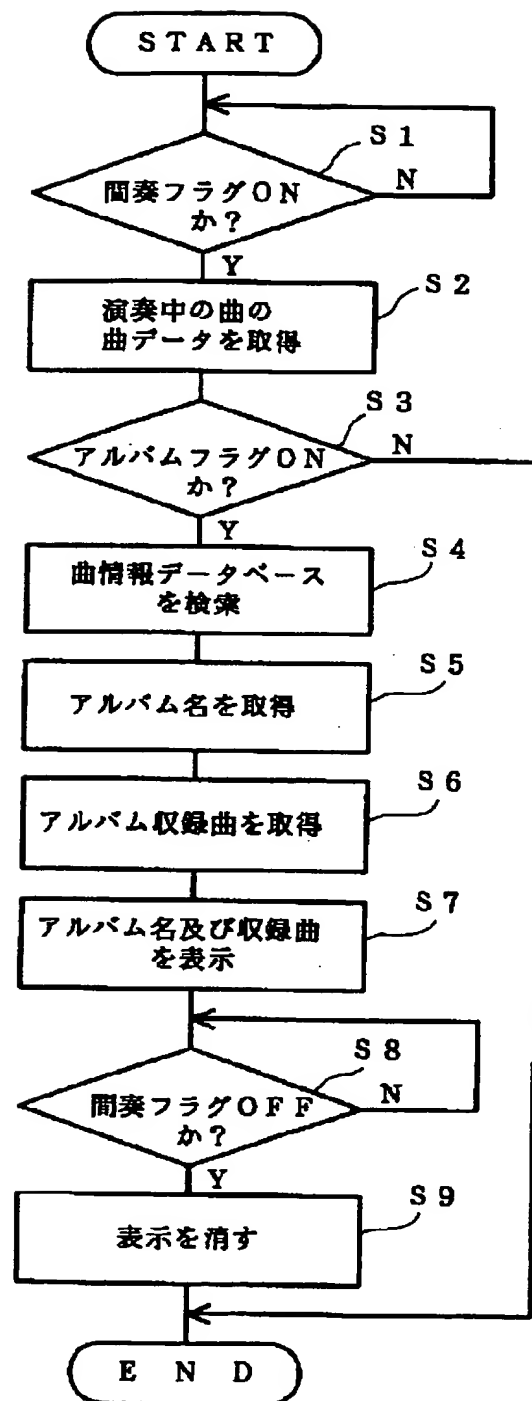 START
S1
間奏フラグON
か?
N
Y
S2
演奏中の曲の
曲データを取得
S3
アルバムフラグON
か?
N
Y
S4
曲情報データベース
を検索
S5
アルバム名を取得
S6
アルバム収録曲を取得
S7
アルバム名及び収録曲
を表示
S8
間奏フラグOFF
か?
N
Y
S9
表示を消す
END